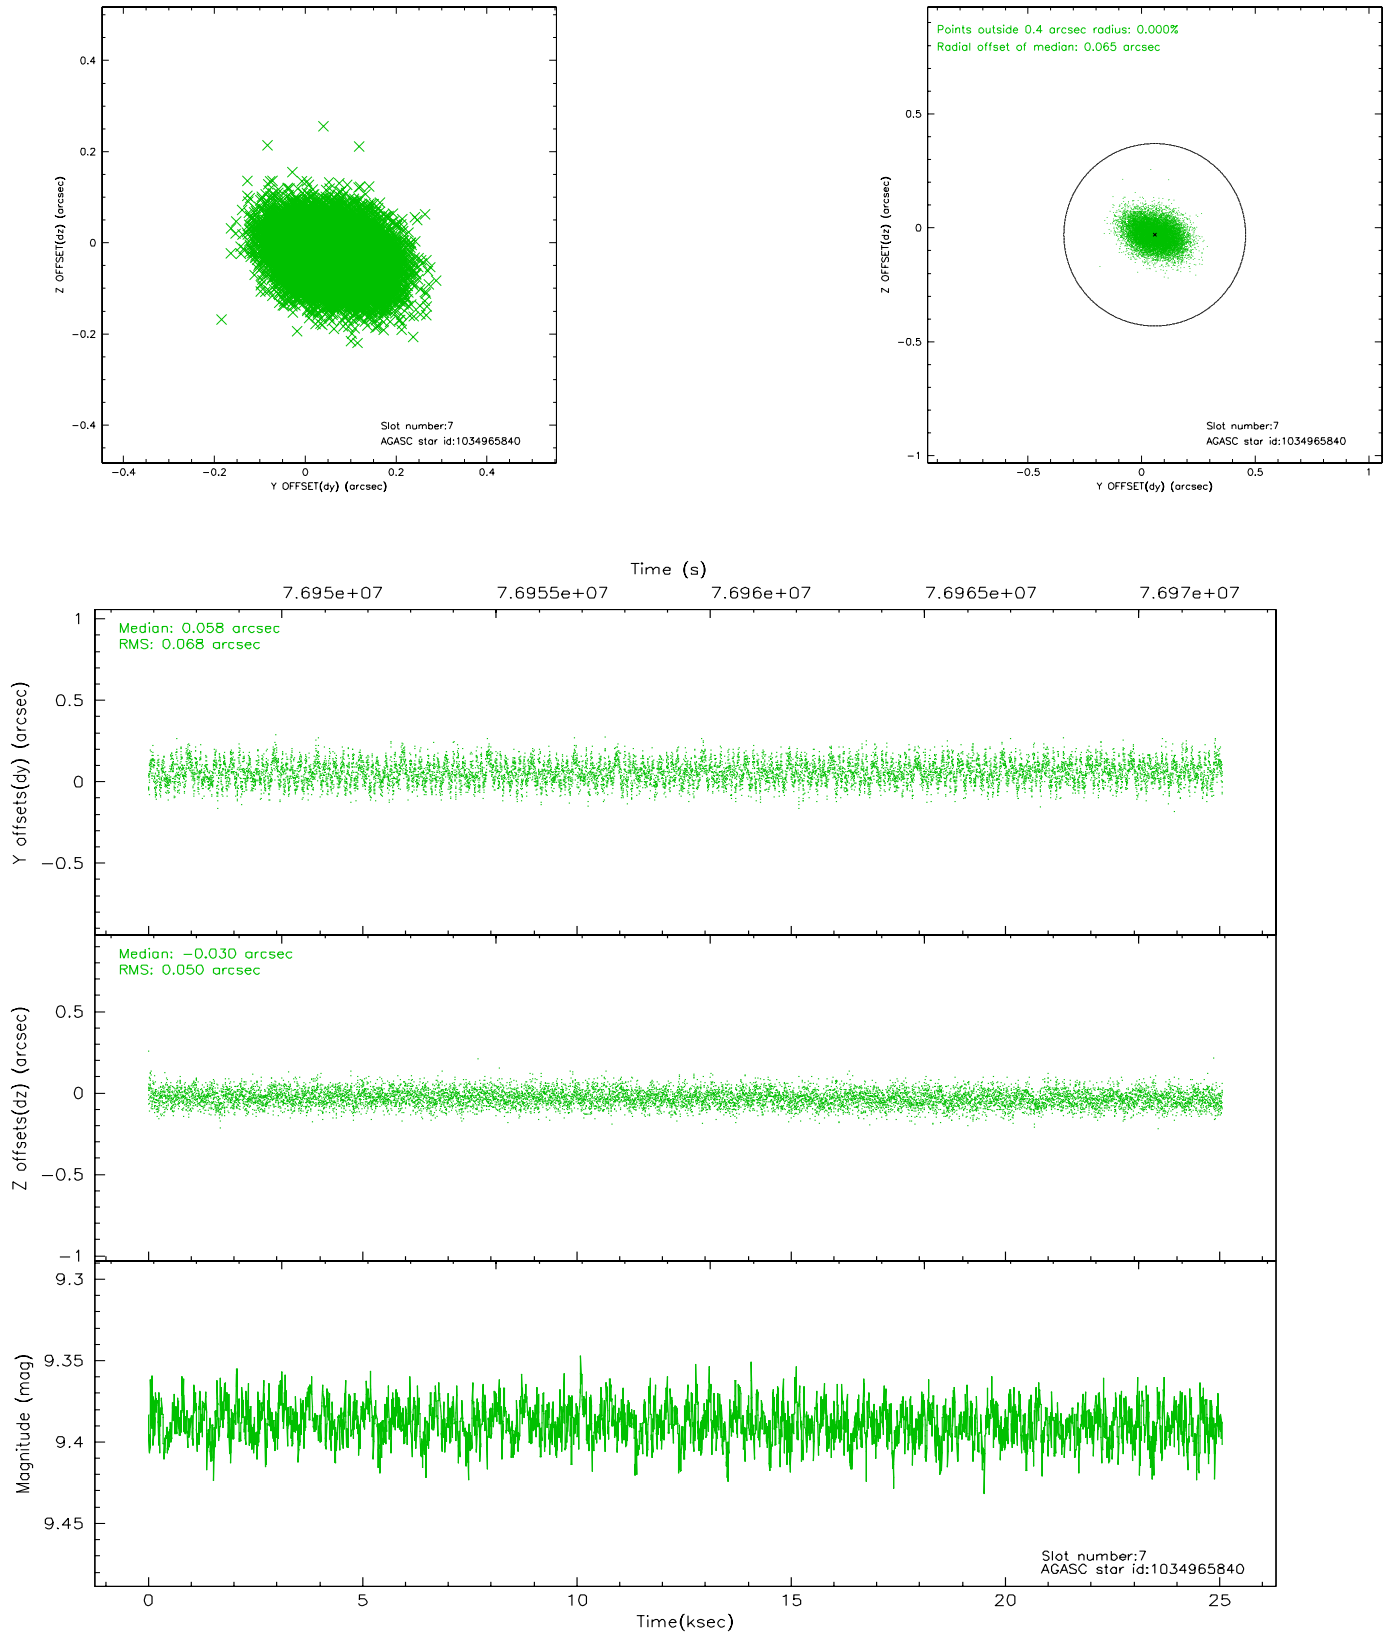 0.4
0.2
0
-0.2
-0.4
Z OFFSET(dz) (arcsec)
Slot number:7
AGASC star id:1034965840
-0.4 -0.2 0 0.2 0.4
Y OFFSET(dy) (arcsec)
Points outside 0.4 arcsec radius: 0.000%
Radial offset of median: 0.065 arcsec
0.5
0
-0.5
-1
Z OFFSET(dz) (arcsec)
Slot number:7
AGASC star id:1034965840
-0.5 0 0.5 1
Y OFFSET(dy) (arcsec)
Time (s)
7.695e+07 7.6955e+07 7.696e+07 7.6965e+07 7.697e+07
Median: 0.058 arcsec
RMS: 0.068 arcsec
1
0.5
0
-0.5
Y offsets(dy) (arcsec)
Median: -0.030 arcsec
RMS: 0.050 arcsec
0.5
0
-0.5
-1
Z offsets(dz) (arcsec)
9.3
9.35
9.4
9.45
Magnitude (mag)
Slot number:7
AGASC star id:1034965840
0 5 10 15 20 25
Time(ksec)